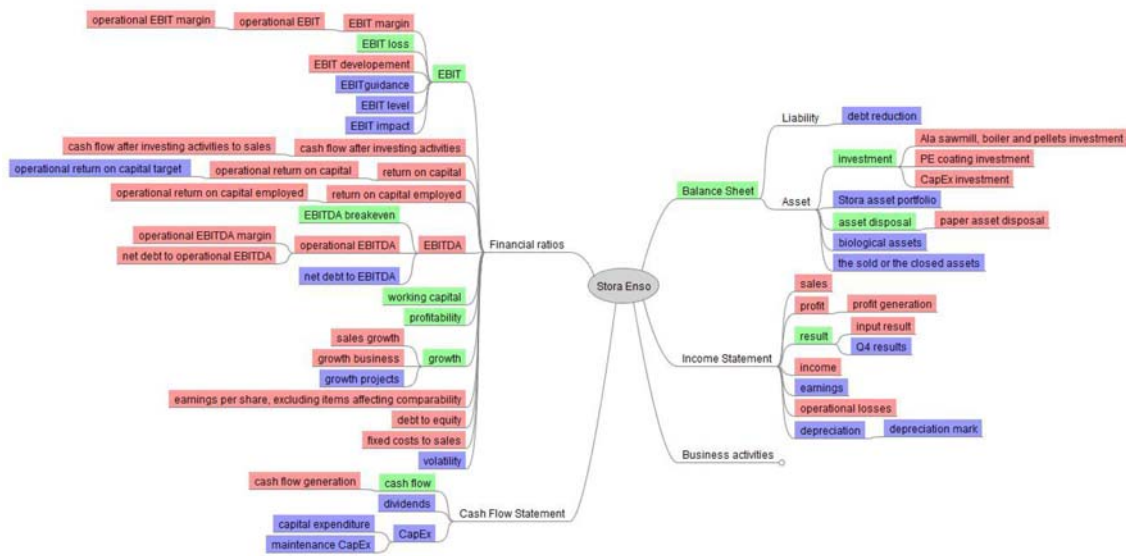 operational EBIT margin
operational EBIT
EBIT margin
EBIT loss
EBIT developement
EBITguidance
EBIT level
EBIT impact
EBIT
cash flow after investing activities to sales
cash flow after investing activities
operational return on capital target
operational return on capital
return on capital
operational return on capital employed
return on capital employed
EBITDA breakeven
operational EBITDA margin
net debt to operational EBITDA
operational EBITDA
net debt to EBITDA
EBITDA
working capital
profitability
sales growth
growth business
growth projects
growth
earnings per share, excluding items affecting comparability
debt to equity
fixed costs to sales
volatility
Financial ratios
cash flow generation
cash flow
dividends
capital expenditure
maintenance CapEx
CapEx
Cash Flow Statement
Stora Enso
Balance Sheet
Liability
debt reduction
Asset
investment
Ala sawmill, boiler and pellets investment
PE coating investment
CapEx investment
Stora asset portfolio
asset disposal
paper asset disposal
biological assets
the sold or the closed assets
Income Statement
sales
profit
profit generation
result
input result
Q4 results
income
earnings
operational losses
depreciation
depreciation mark
Business activities